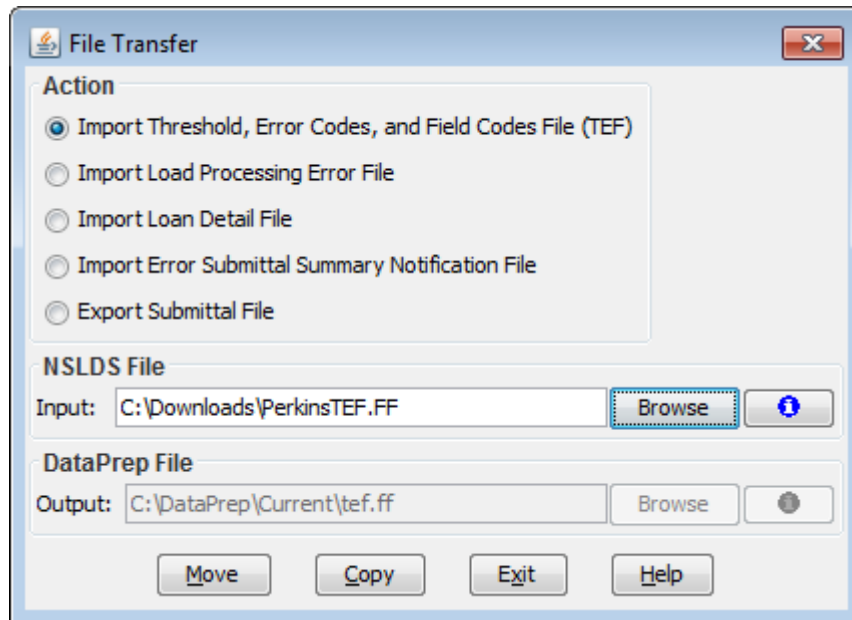 File Transfer
Action
Import Threshold, Error Codes, and Field Codes File (TEF)
Import Load Processing Error File
Import Loan Detail File
Import Error Submittal Summary Notification File
Export Submittal File
NSLDS File
Input: C:\Downloads\PerkinsTEF.FF Browse
DataPrep File
Output: C:\DataPrep\Current\tef.ff Browse
Move Copy Exit Help